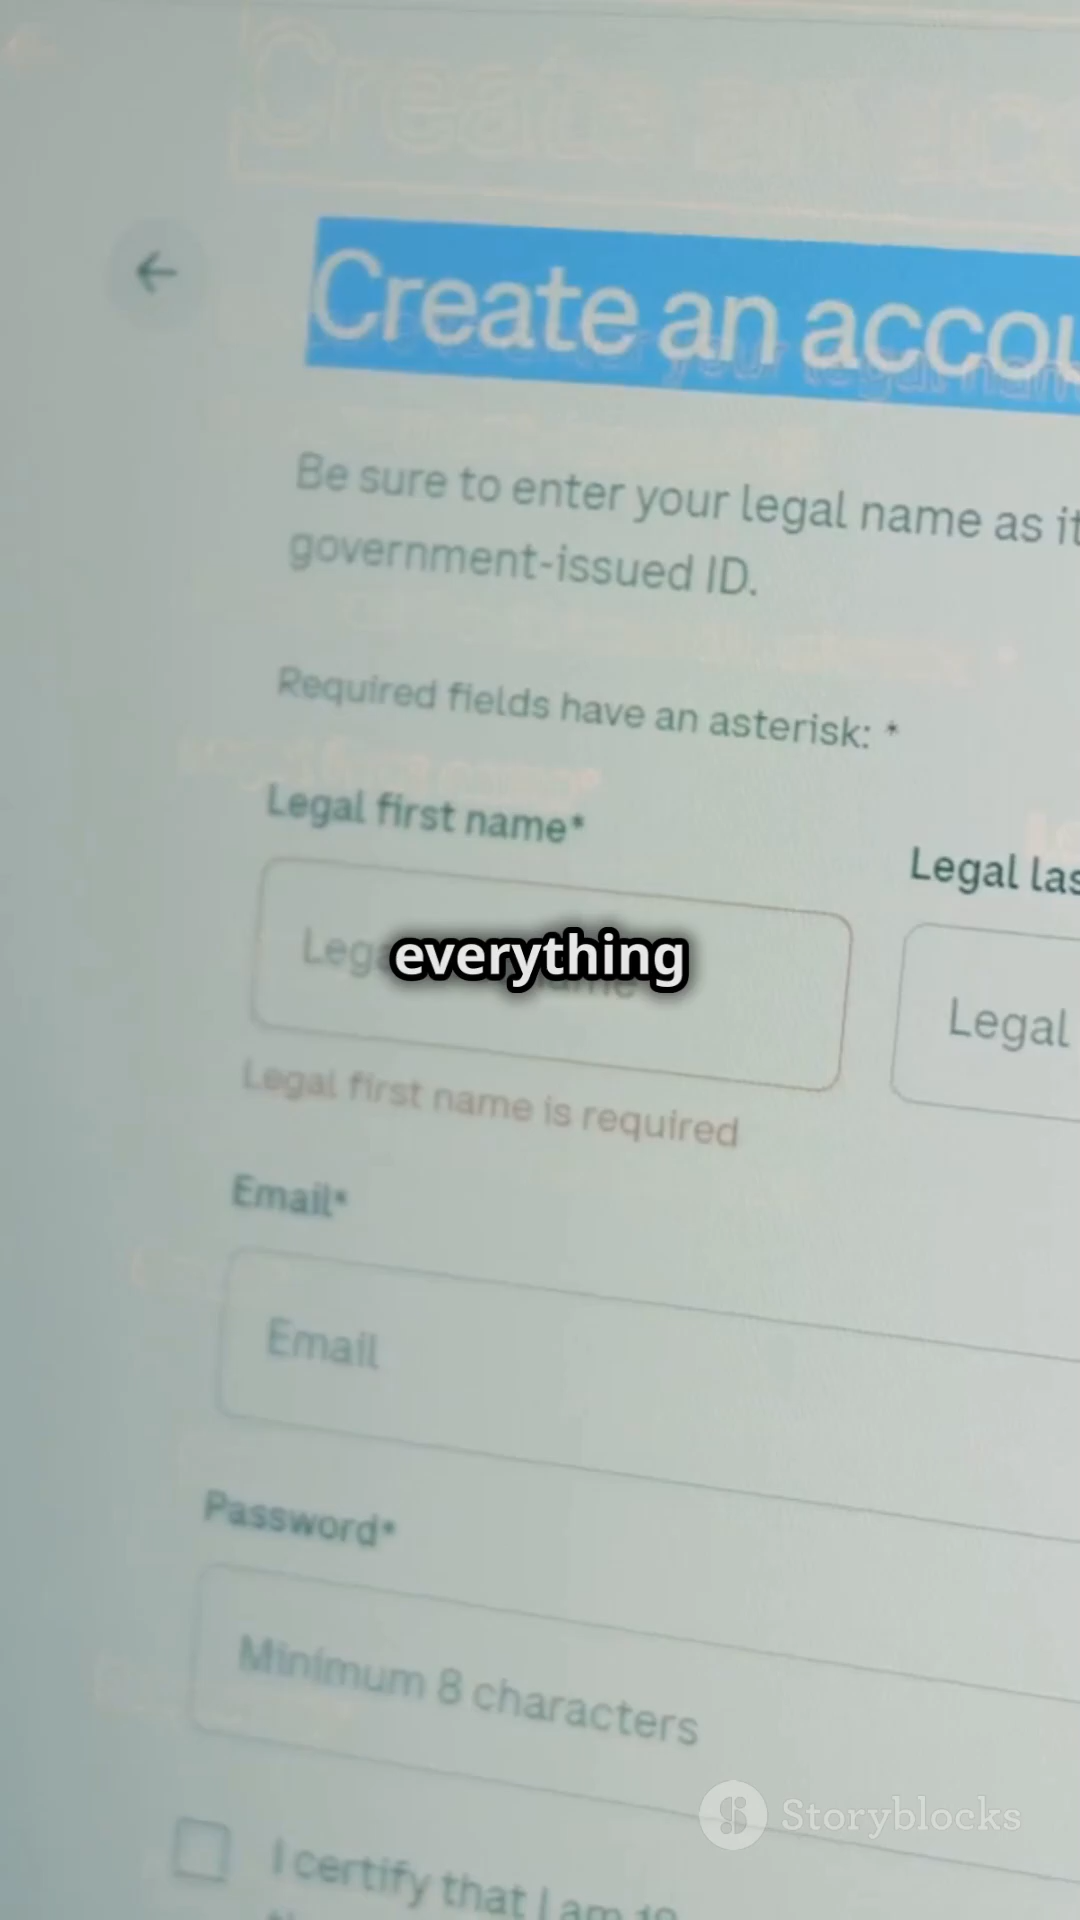 Create an accou
Be sure to enter your legal name as it
government-issued ID.
Required fields have an asterisk: *
Legal first name*
Legal las
everything
Legal
Legal first name is required
Email*
Email
Password*
Minimum 8 characters
Storyblocks
I certify that I am 18